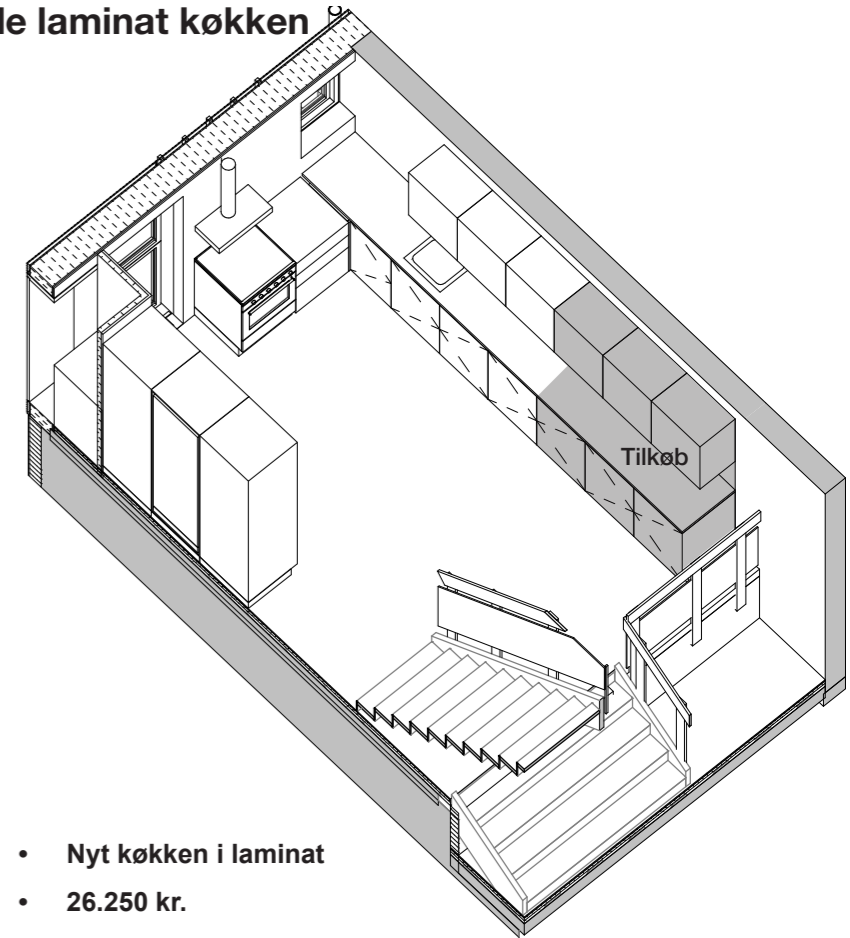 le laminat køkken
Tilkøb
• Nyt køkken i laminat
• 26.250 kr.